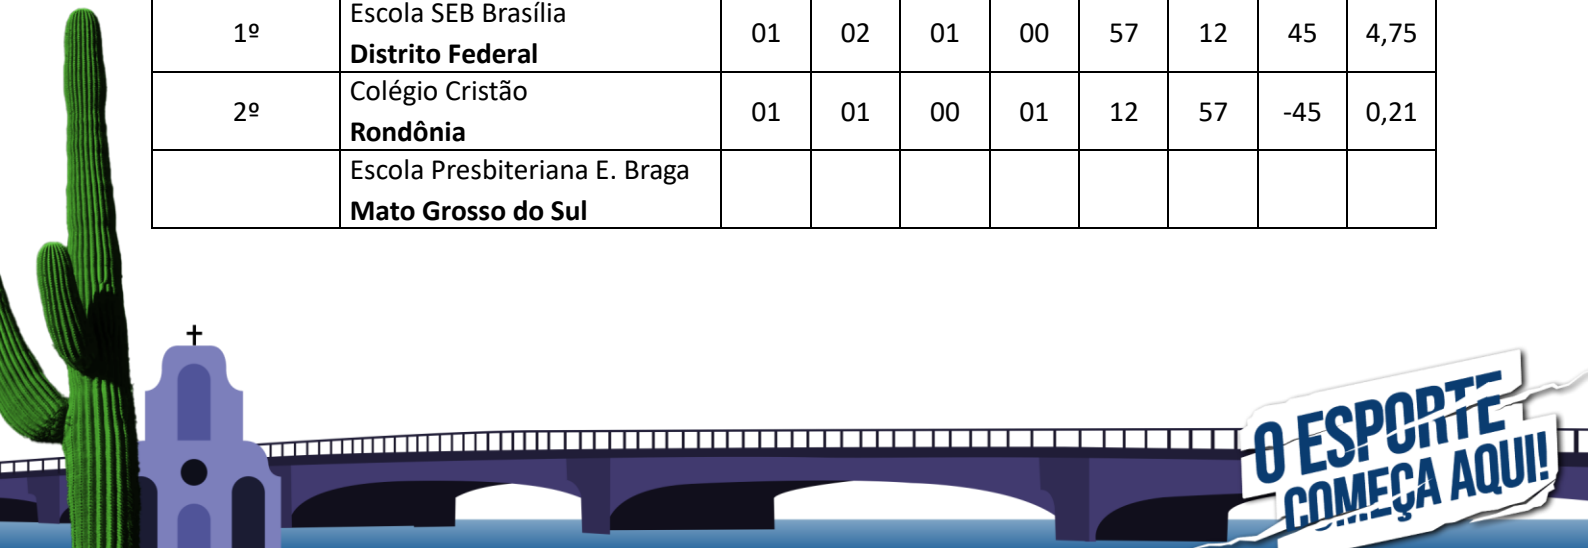 1º Escola SEB Brasília 01 02 01 00 57 12 45 4,75
Distrito Federal
2º Colégio Cristão 01 01 00 01 12 57 -45 0,21
Rondônia
Escola Presbiteriana E. Braga
Mato Grosso do Sul
O ESPORTE
COMEÇA AQUI!